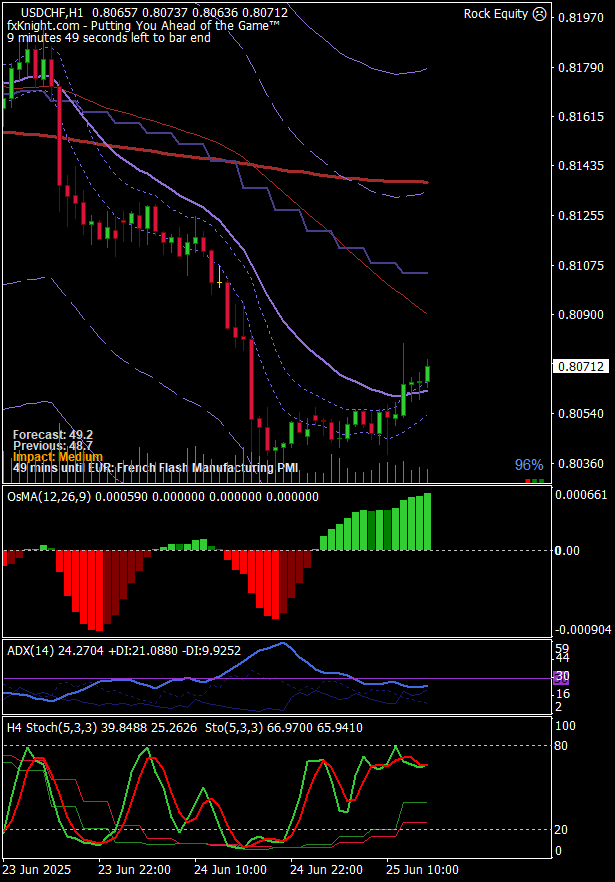 USDCHF,H1 0.80657 0.80737 0.80636 0.80712
Rock Equity
fxKnight.com - Putting You Ahead of the Game™
9 minutes 49 seconds left to bar end
0.81970
0.81790
0.81615
0.81435
0.81255
0.81075
0.80900
0.80712
0.80540
0.80360
Forecast: 49.2
Previous: 48.7
Impact: Medium
49 mins until EUR: French Flash Manufacturing PMI
96%
OsMA(12,26,9) 0.000590 0.000000 0.000000 0.000000
0.000661
0.00
-0.000904
ADX(14) 24.2704 +DI:21.0880 -DI:9.9252
59
44
30
16
2
H4 Stoch(5,3,3) 39.8488 25.2626 Sto(5,3,3) 66.9700 65.9410
100
80
20
0
23 Jun 2025
23 Jun 22:00
24 Jun 10:00
24 Jun 22:00
25 Jun 10:00